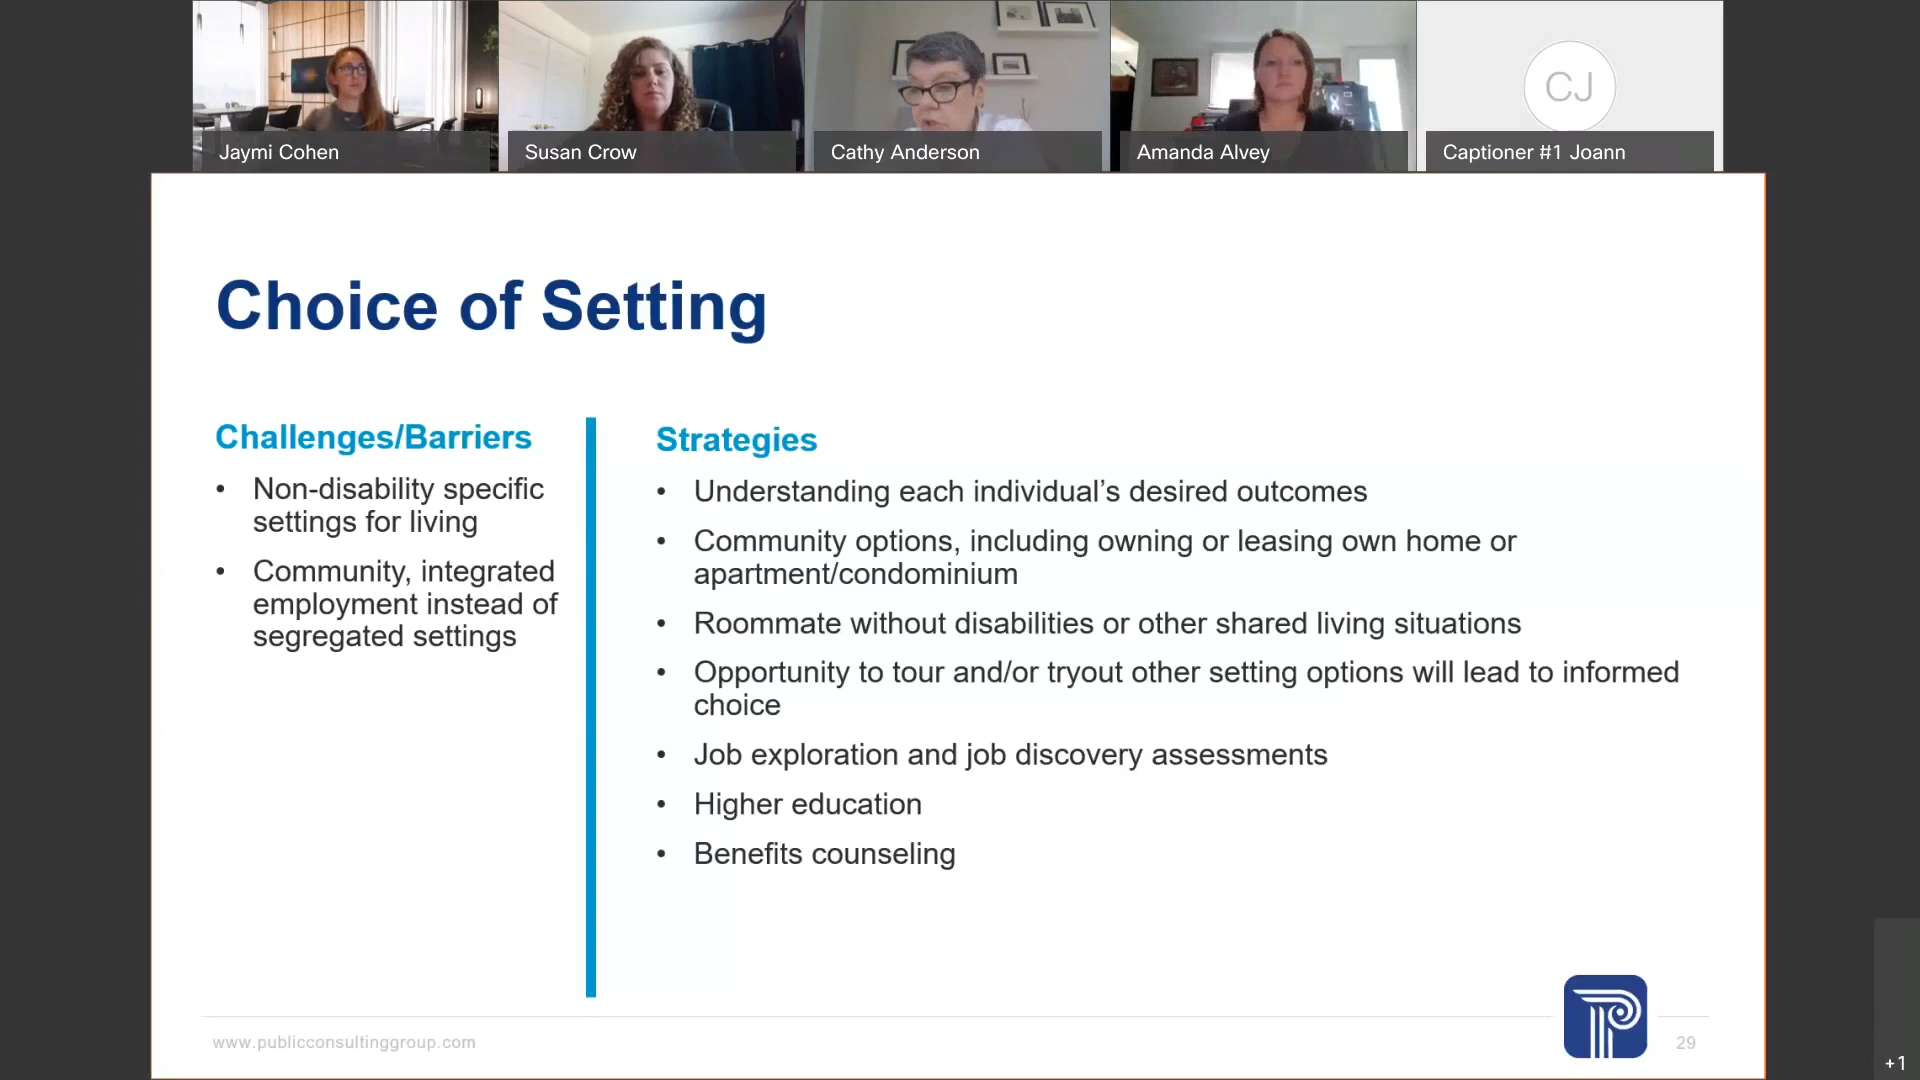 Jaymi Cohen
Susan Crow
Cathy Anderson
Amanda Alvey
CJ
Captioner #1 Joann
Choice of Setting
Challenges/Barriers
• Non-disability specific
settings for living
• Community, integrated
employment instead of
segregated settings
Strategies
• Understanding each individual’s desired outcomes
• Community options, including owning or leasing own home or
apartment/condominium
• Roommate without disabilities or other shared living situations
• Opportunity to tour and/or tryout other setting options will lead to informed
choice
• Job exploration and job discovery assessments
• Higher education
• Benefits counseling
www.publicconsultinggroup.com
29
+1